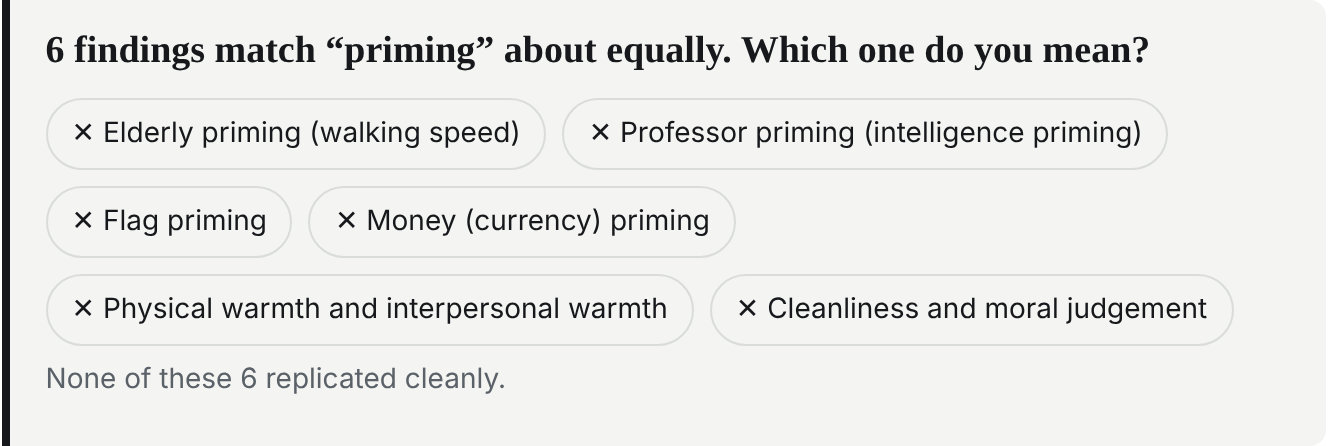 6 findings match “priming” about equally. Which one do you mean?
✕ Elderly priming (walking speed) ✕ Professor priming (intelligence priming)
✕ Flag priming ✕ Money (currency) priming
✕ Physical warmth and interpersonal warmth ✕ Cleanliness and moral judgement
None of these 6 replicated cleanly.